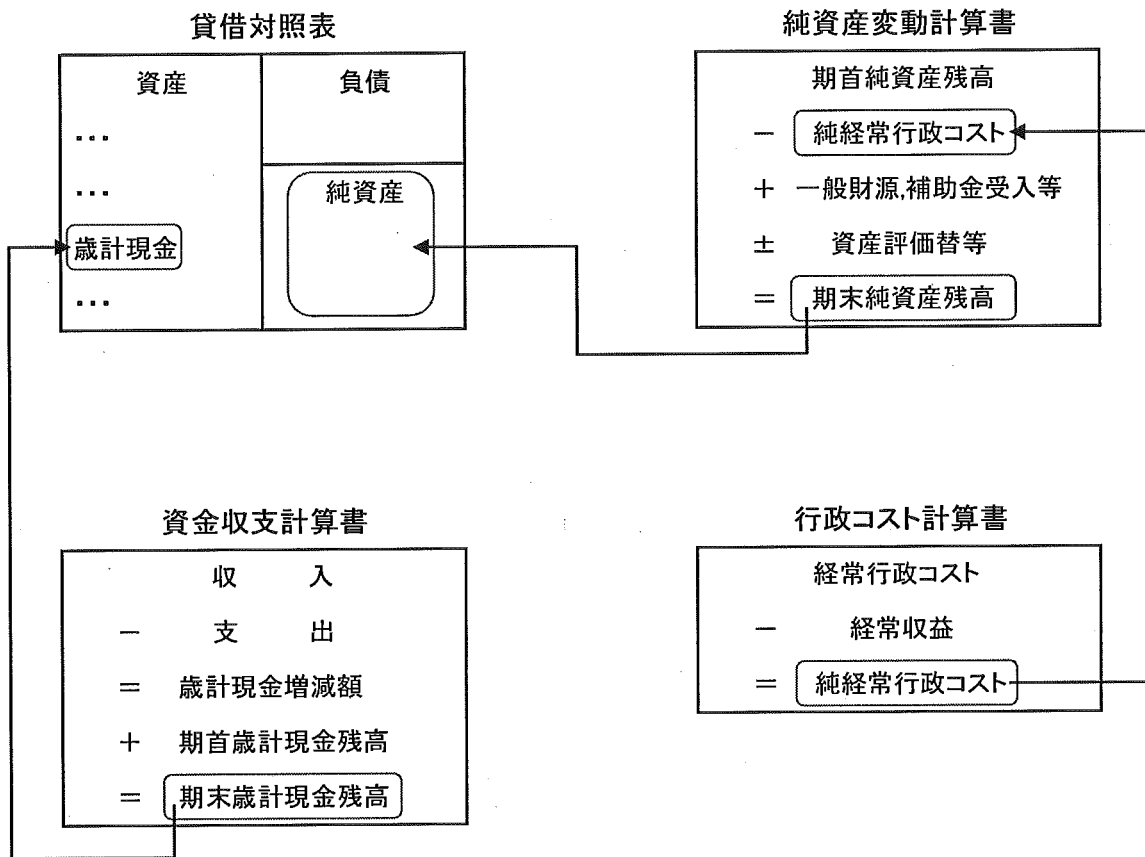 貸借対照表
資産
負債
…
…
純資産
歳計現金
…
純資産変動計算書
期首純資産残高
− 純経常行政コスト
+ 一般財源,補助金受入等
± 資産評価替等
= 期末純資産残高
資金収支計算書
収 入
− 支 出
= 歳計現金増減額
+ 期首歳計現金残高
= 期末歳計現金残高
行政コスト計算書
経常行政コスト
− 経常収益
= 純経常行政コスト